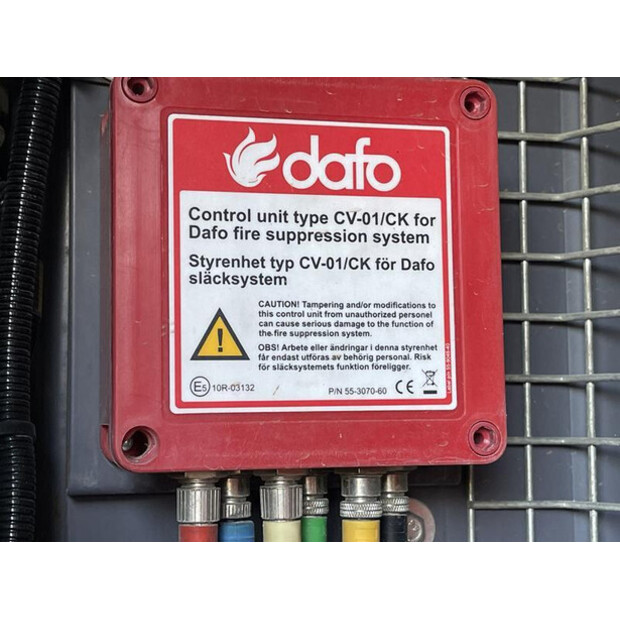 dafo
Control unit type CV-01/CK for
Dafo fire suppression system
Styrenhet typ CV-01/CK för Dafo
släcksystem
CAUTION! Tampering and/or modifications to
this control unit from unauthorized personel
can cause serious damage to the function of
the fire suppression system.
OBS! Arbete eller ändringar i denna styrenhet
får endast utföras av behörig personal. Risk
för släcksystemets funktion föreligger.
E5 10R-03132 P/N 55-3070-60 CE